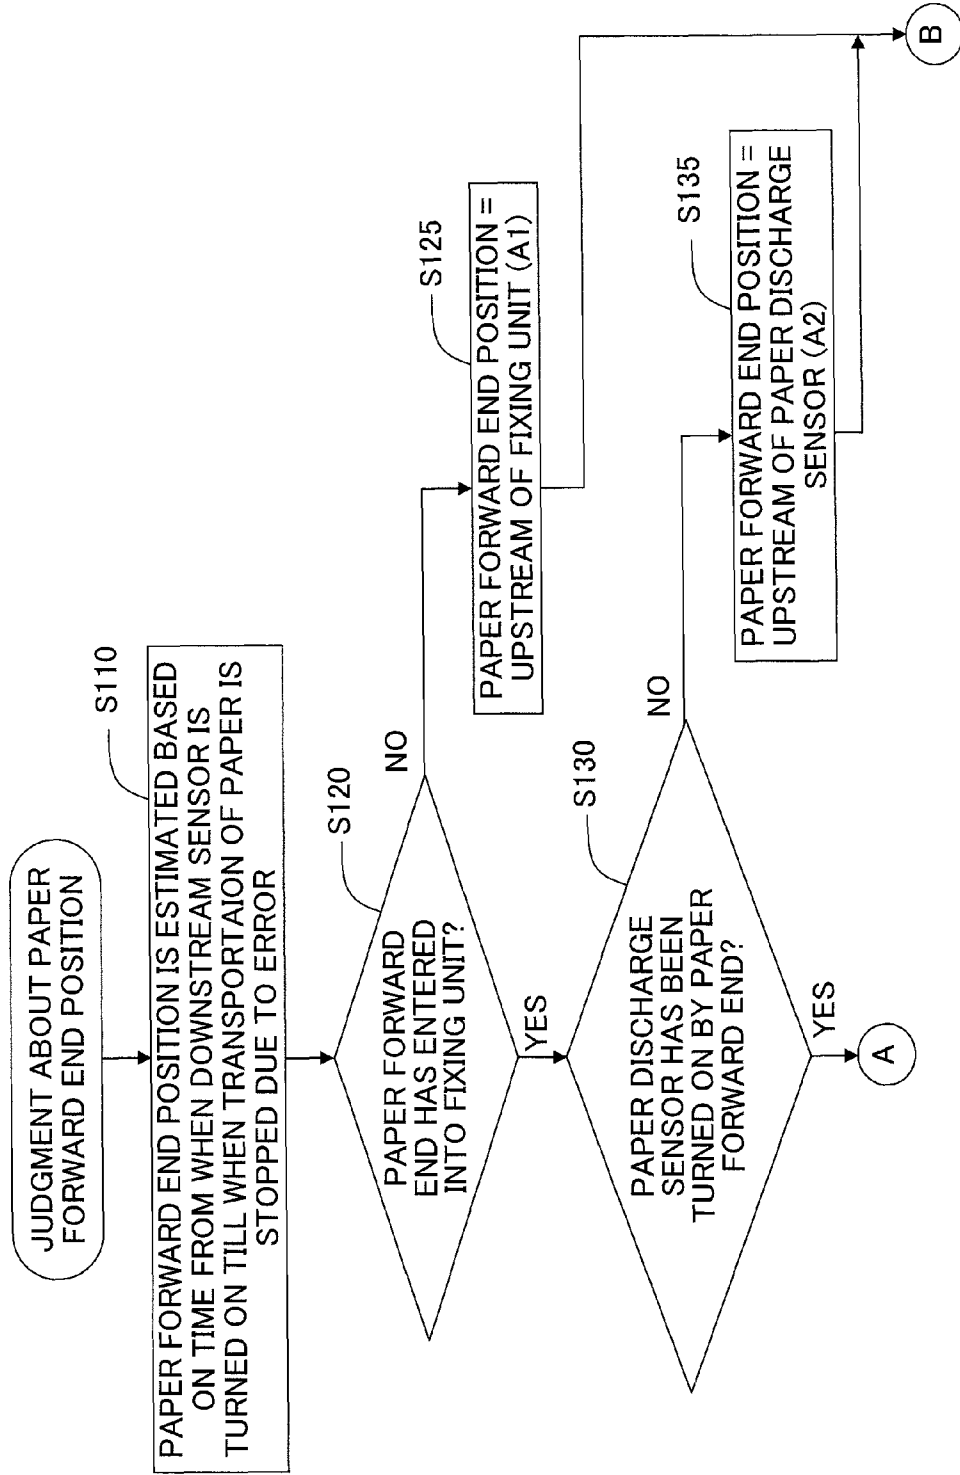 JUDGMENT ABOUT PAPER
FORWARD END POSITION
S110
PAPER FORWARD END POSITION IS ESTIMATED BASED
ON TIME FROM WHEN DOWNSTREAM SENSOR IS
TURNED ON TILL WHEN TRANSPORTAION OF PAPER IS
STOPPED DUE TO ERROR
S120
PAPER FORWARD
END HAS ENTERED
INTO FIXING UNIT?
NO
YES
S125
PAPER FORWARD END POSITION =
UPSTREAM OF FIXING UNIT (A1)
S130
PAPER DISCHARGE
SENSOR HAS BEEN
TURNED ON BY PAPER
FORWARD END?
NO
YES
S135
PAPER FORWARD END POSITION =
UPSTREAM OF PAPER DISCHARGE
SENSOR (A2)
A
B